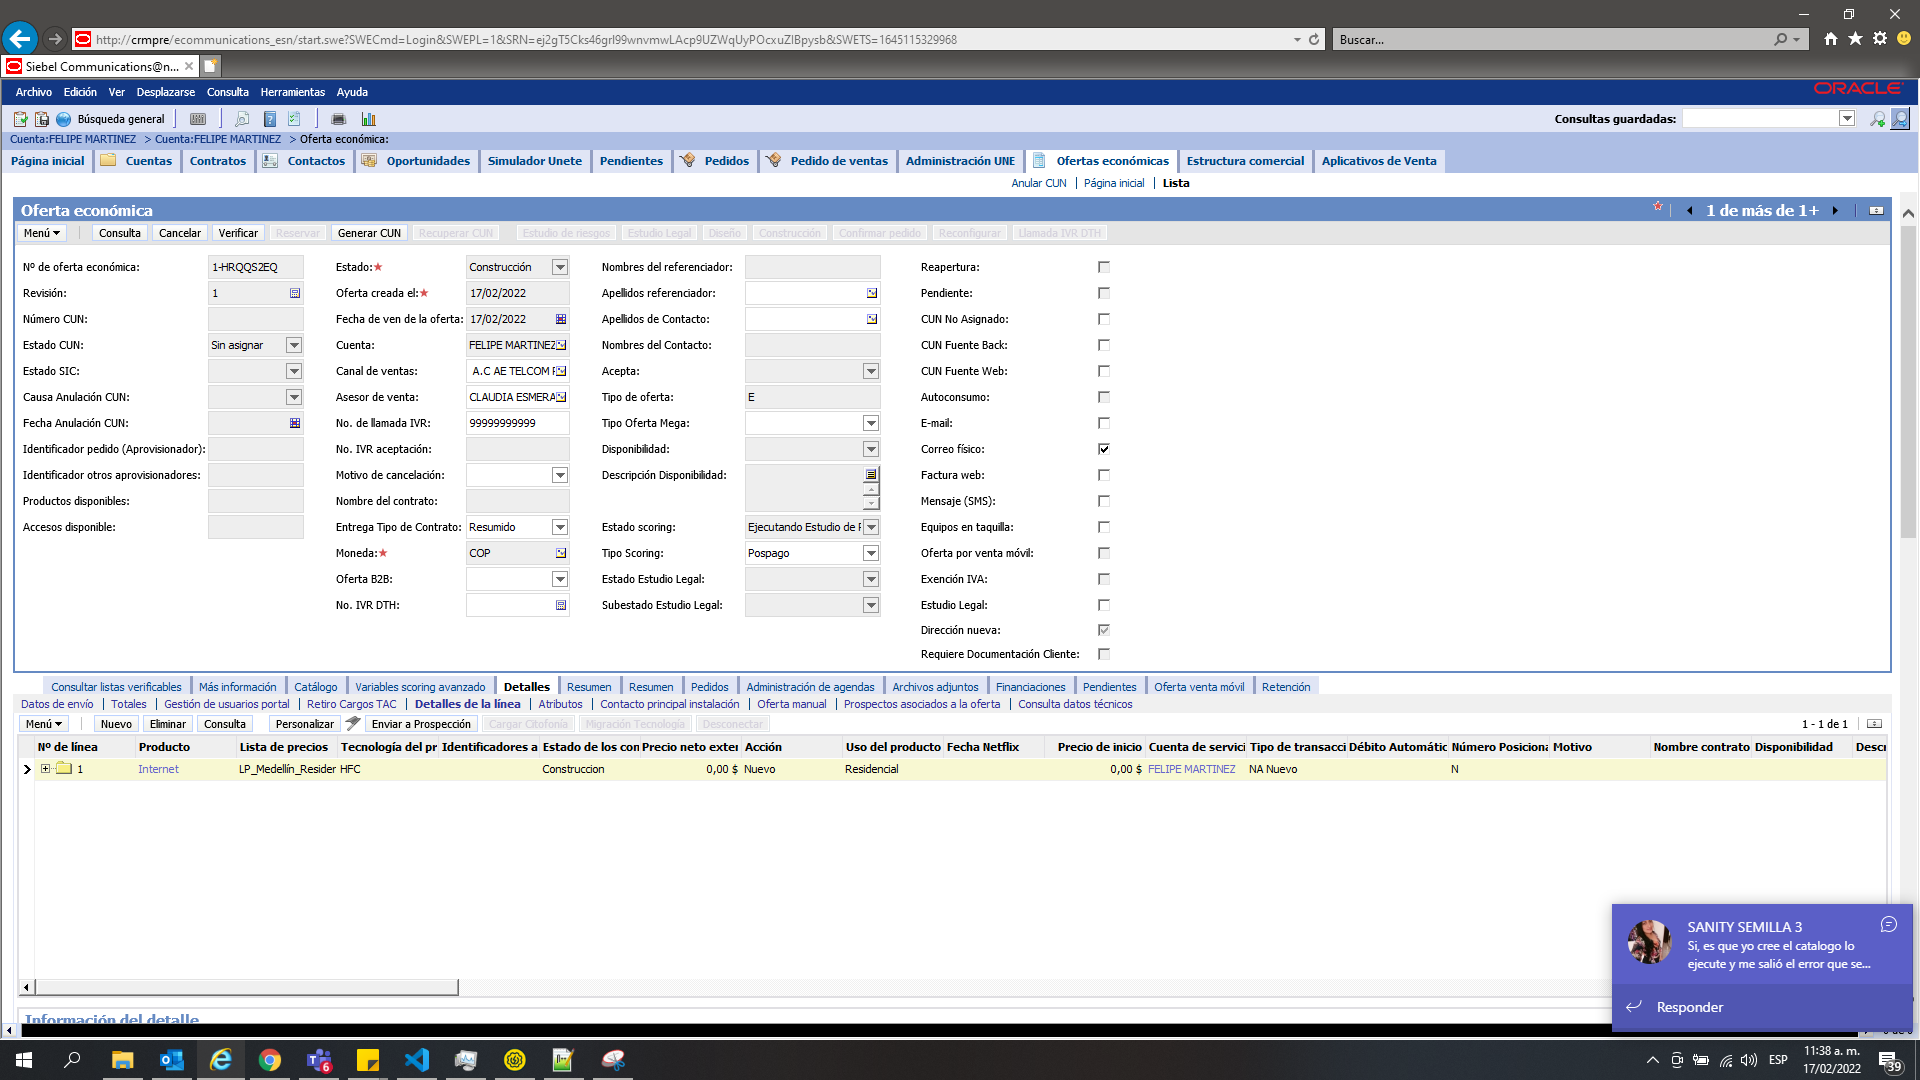 http://crmpre/ecommunications_esn/start.swe?SWECmd=Login&SWEPL=1&SRN=ej2gT5Cks46grI99wnvmwLAcp9UZWqUyPOcxuZIBpysb&SWETS=1645115329968
Buscar...
Siebel Communications@n...
Archivo Edición Ver Desplazarse Consulta Herramientas Ayuda
ORACLE
Búsqueda general
Consultas guardadas:
Cuenta:FELIPE MARTINEZ > Cuenta:FELIPE MARTINEZ > Oferta económica:
Página inicial Cuentas Contratos Contactos Oportunidades Simulador Unete Pendientes Pedidos Pedido de ventas Administración UNE Ofertas económicas Estructura comercial Aplicativos de Venta
Anular CUN | Página inicial | Lista
Oferta económica
1 de más de 1+
Menú Consulta Cancelar Verificar Reservar Generar CUN Recuperar CUN Estudio de riesgos Estudio Legal Diseño Construcción Confirmar pedido Reconfigurar Llamada IVR DTH
Nº de oferta económica: 1-HRQQS2EQ Estado:★ Construcción Nombres del referenciador: Reapertura:
Revisión: 1 Oferta creada el:★ 17/02/2022 Apellidos referenciador: Pendiente:
Número CUN: Fecha de ven de la oferta: 17/02/2022 Apellidos de Contacto: CUN No Asignado:
Estado CUN: Sin asignar Cuenta: FELIPE MARTINEZ Nombres del Contacto: CUN Fuente Back:
Estado SIC: Canal de ventas: A.C AE TELCOM Acepta: CUN Fuente Web:
Causa Anulación CUN: Asesor de venta: CLAUDIA ESMERA Tipo de oferta: E Autoconsumo:
Fecha Anulación CUN: No. de llamada IVR: 99999999999 Tipo Oferta Mega: E-mail:
Identificador pedido (Aprovisionador): No. IVR aceptación: Disponibilidad: Correo físico:
Identificador otros aprovisionadores: Motivo de cancelación: Descripción Disponibilidad: Factura web:
Productos disponibles: Nombre del contrato: Mensaje (SMS):
Accesos disponible: Entrega Tipo de Contrato: Resumido Estado scoring: Ejecutando Estudio de Equipos en taquilla:
Moneda:★ COP Tipo Scoring: Pospago Oferta por venta móvil:
Oferta B2B: Estado Estudio Legal: Exención IVA:
No. IVR DTH: Subestado Estudio Legal: Estudio Legal:
Dirección nueva:
Requiere Documentación Cliente:
Consultar listas verificables Más información Catálogo Variables scoring avanzado Detalles Resumen Resumen Pedidos Administración de agendas Archivos adjuntos Financiaciones Pendientes Oferta venta móvil Retención
Datos de envío | Totales | Gestión de usuarios portal | Retiro Cargos TAC | Detalles de la línea | Atributos | Contacto principal instalación | Oferta manual | Prospectos asociados a la oferta | Consulta datos técnicos
Menú Nuevo Eliminar Consulta Personalizar Enviar a Prospección Cargar Citofonía Migración Tecnología Desconectar
1 - 1 de 1
Nº de línea Producto Lista de precios Tecnología del pr Identificadores a Estado de los con Precio neto exter Acción Uso del producto Fecha Netflix Precio de inicio Cuenta de servici Tipo de transacci Débito Automátic Número Posiciona Motivo Nombre contrato Disponibilidad Descr
1 Internet LP_Medellín_Resider HFC Construccion 0,00 $ Nuevo Residencial 0,00 $ FELIPE MARTINEZ NA Nuevo N
Información del detalle
SANITY SEMILLA 3
Si, es que yo cree el catalogo lo
ejecute y me salió el error que se...
Responder
6
ESP
11:38 a. m.
17/02/2022
39